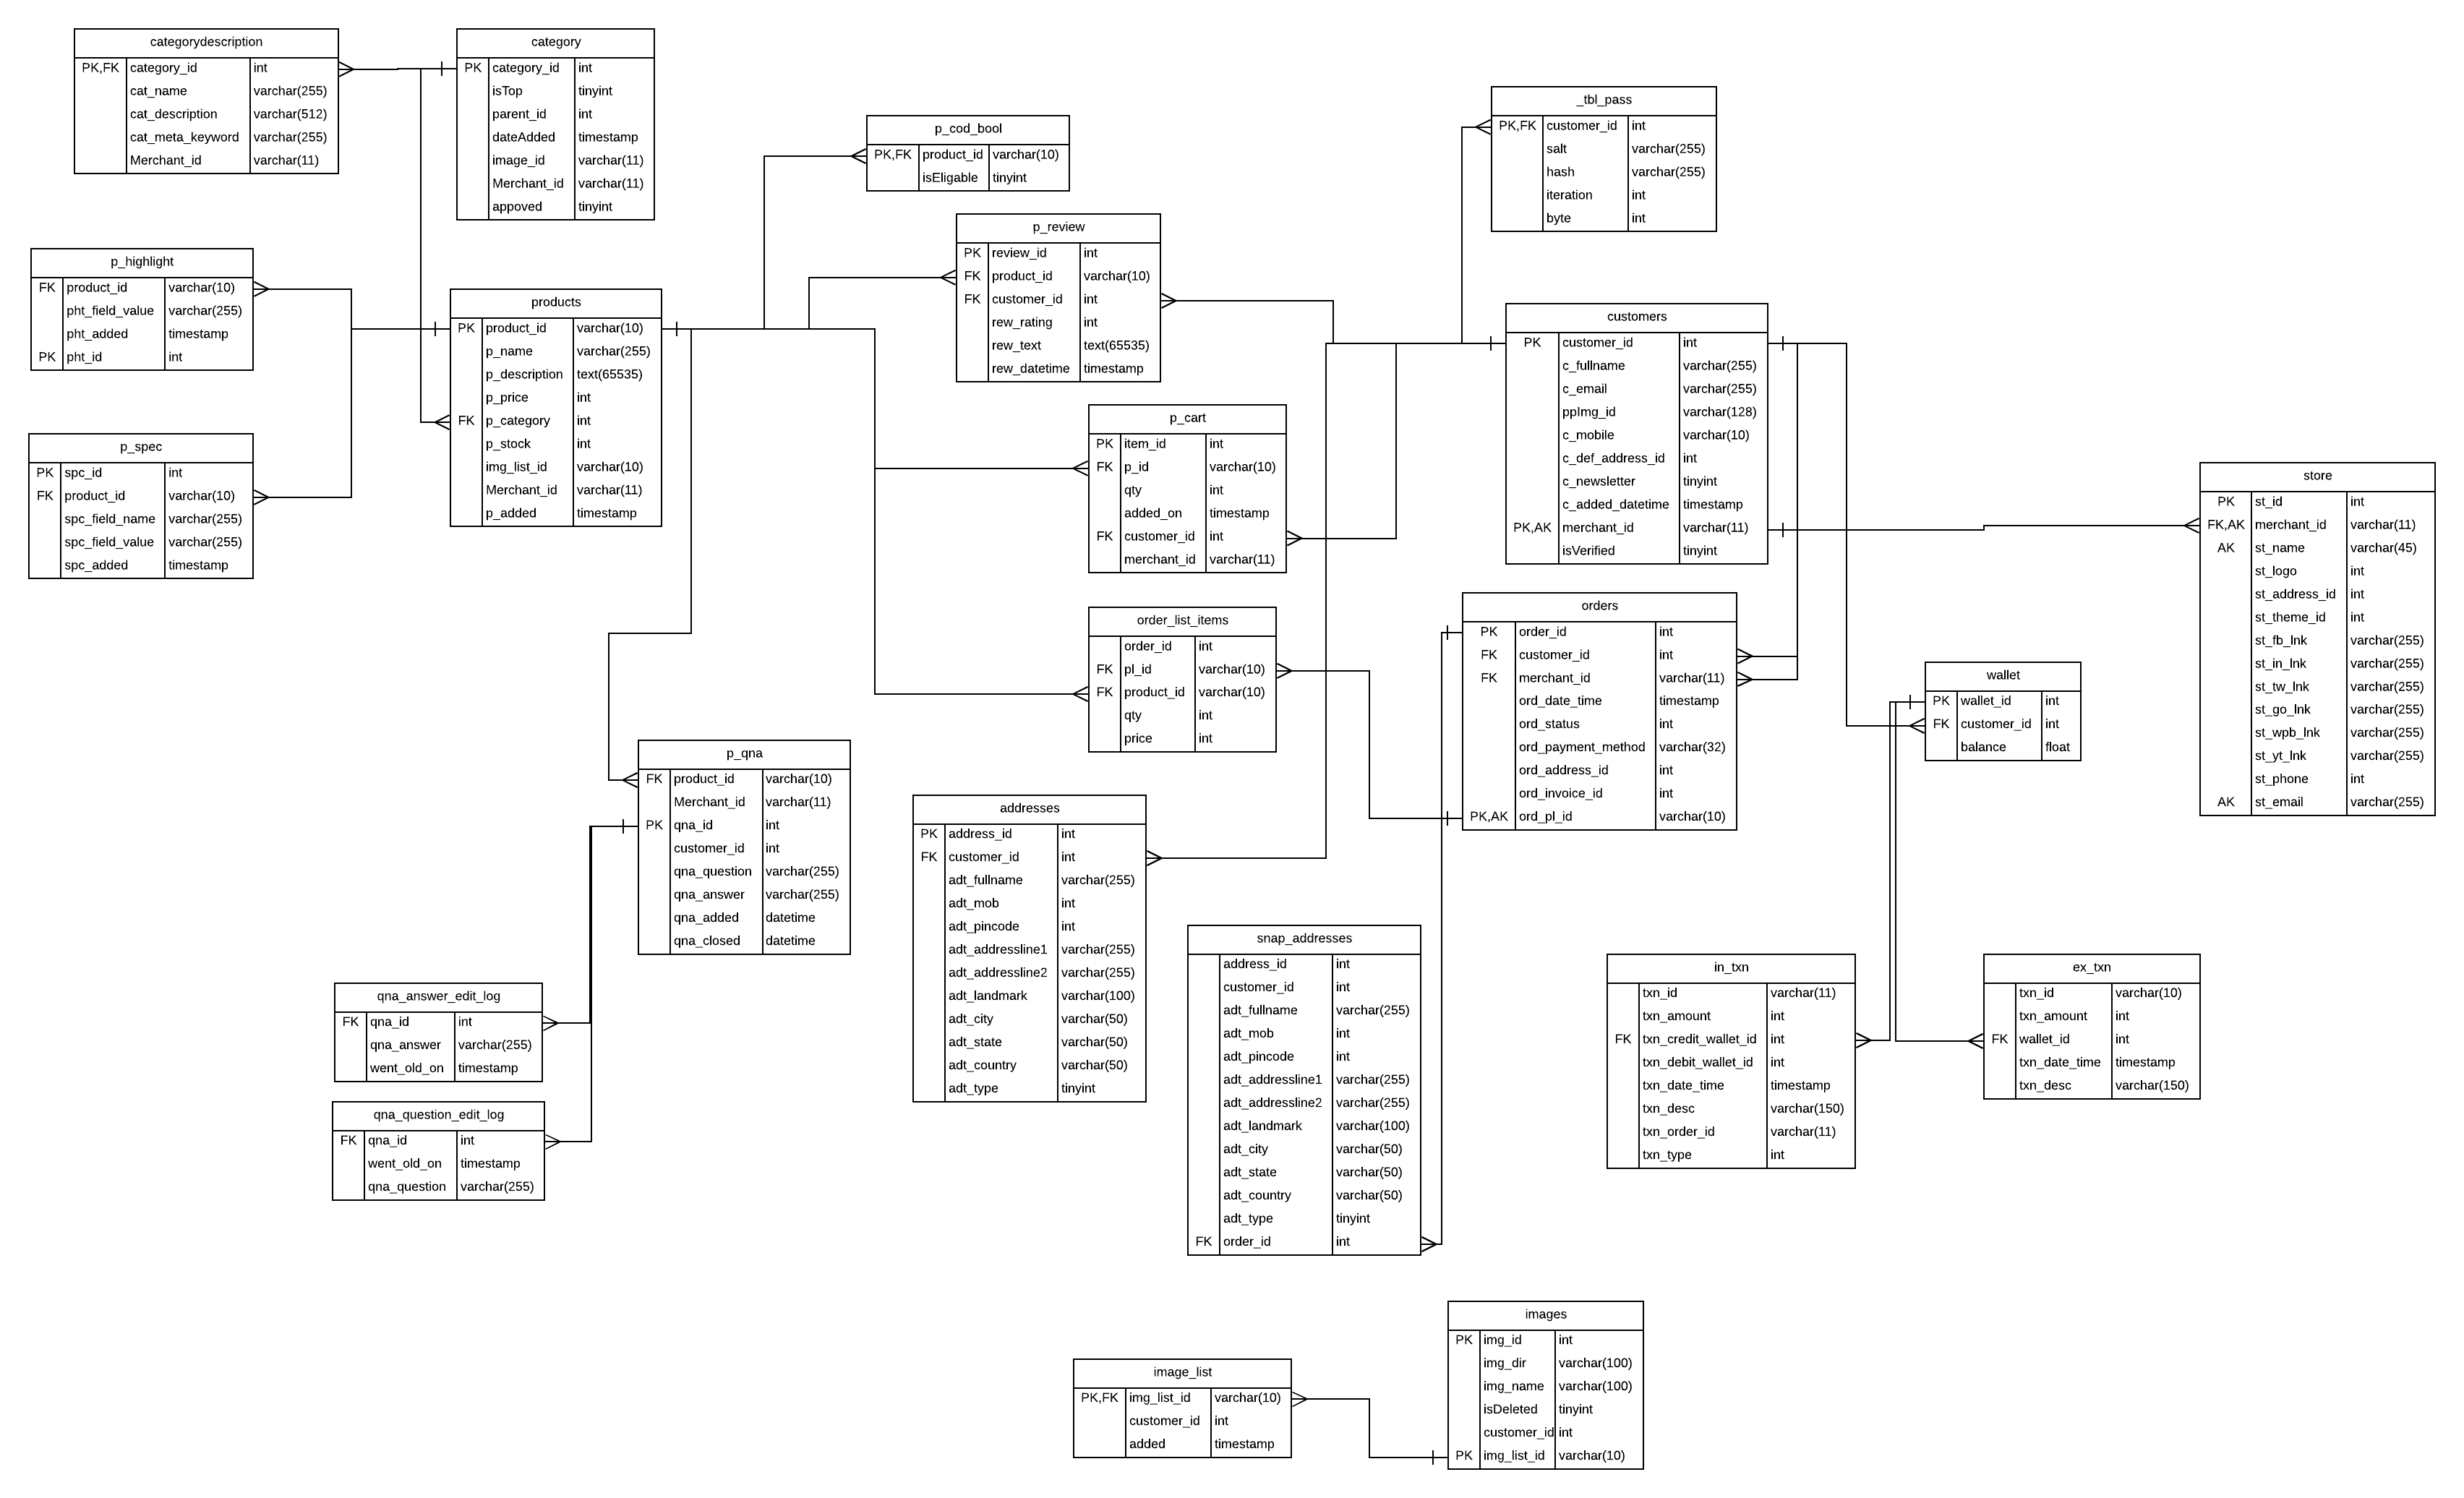 categorydescription
PK,FK category_id int
cat_name varchar(255)
cat_description varchar(512)
cat_meta_keyword varchar(255)
Merchant_id varchar(11)
category
PK category_id int
isTop tinyint
parent_id int
dateAdded timestamp
image_id varchar(11)
Merchant_id varchar(11)
appoved tinyint
p_cod_bool
PK,FK product_id varchar(10)
isEligable tinyint
_tbl_pass
PK,FK customer_id int
salt varchar(255)
hash varchar(255)
iteration int
byte int
p_highlight
FK product_id varchar(10)
pht_field_value varchar(255)
pht_added timestamp
PK pht_id int
products
PK product_id varchar(10)
p_name varchar(255)
p_description text(65535)
p_price int
FK p_category int
p_stock int
img_list_id varchar(10)
Merchant_id varchar(11)
p_added timestamp
p_review
PK review_id int
FK product_id varchar(10)
FK customer_id int
rew_rating int
rew_text text(65535)
rew_datetime timestamp
customers
PK customer_id int
c_fullname varchar(255)
c_email varchar(255)
ppImg_id varchar(128)
c_mobile varchar(10)
c_def_address_id int
c_newsletter tinyint
c_added_datetime timestamp
PK,AK merchant_id varchar(11)
isVerified tinyint
p_spec
PK spc_id int
FK product_id varchar(10)
spc_field_name varchar(255)
spc_field_value varchar(255)
spc_added timestamp
p_cart
PK item_id int
FK p_id varchar(10)
qty int
added_on timestamp
FK customer_id int
merchant_id varchar(11)
store
PK st_id int
FK,AK merchant_id varchar(11)
AK st_name varchar(45)
st_logo int
st_address_id int
st_theme_id int
st_fb_lnk varchar(255)
st_in_lnk varchar(255)
st_tw_lnk varchar(255)
st_go_lnk varchar(255)
st_wpb_lnk varchar(255)
st_yt_lnk varchar(255)
st_phone int
AK st_email varchar(255)
order_list_items
order_id int
FK pl_id varchar(10)
FK product_id varchar(10)
qty int
price int
orders
PK order_id int
FK customer_id int
FK merchant_id varchar(11)
ord_date_time timestamp
ord_status int
ord_payment_method varchar(32)
ord_address_id int
ord_invoice_id int
PK,AK ord_pl_id varchar(10)
wallet
PK wallet_id int
FK customer_id int
balance float
p_qna
FK product_id varchar(10)
Merchant_id varchar(11)
PK qna_id int
customer_id int
qna_question varchar(255)
qna_answer varchar(255)
qna_added datetime
qna_closed datetime
addresses
PK address_id int
FK customer_id int
adt_fullname varchar(255)
adt_mob int
adt_pincode int
adt_addressline1 varchar(255)
adt_addressline2 varchar(255)
adt_landmark varchar(100)
adt_city varchar(50)
adt_state varchar(50)
adt_country varchar(50)
adt_type tinyint
snap_addresses
address_id int
customer_id int
adt_fullname varchar(255)
adt_mob int
adt_pincode int
adt_addressline1 varchar(255)
adt_addressline2 varchar(255)
adt_landmark varchar(100)
adt_city varchar(50)
adt_state varchar(50)
adt_country varchar(50)
adt_type tinyint
FK order_id int
in_txn
txn_id varchar(11)
txn_amount int
FK txn_credit_wallet_id int
txn_debit_wallet_id int
txn_date_time timestamp
txn_desc varchar(150)
txn_order_id varchar(11)
txn_type int
ex_txn
txn_id varchar(10)
txn_amount int
FK wallet_id int
txn_date_time timestamp
txn_desc varchar(150)
qna_answer_edit_log
FK qna_id int
qna_answer varchar(255)
went_old_on timestamp
qna_question_edit_log
FK qna_id int
went_old_on timestamp
qna_question varchar(255)
images
PK img_id int
img_dir varchar(100)
img_name varchar(100)
isDeleted tinyint
customer_id int
PK img_list_id varchar(10)
image_list
PK,FK img_list_id varchar(10)
customer_id int
added timestamp